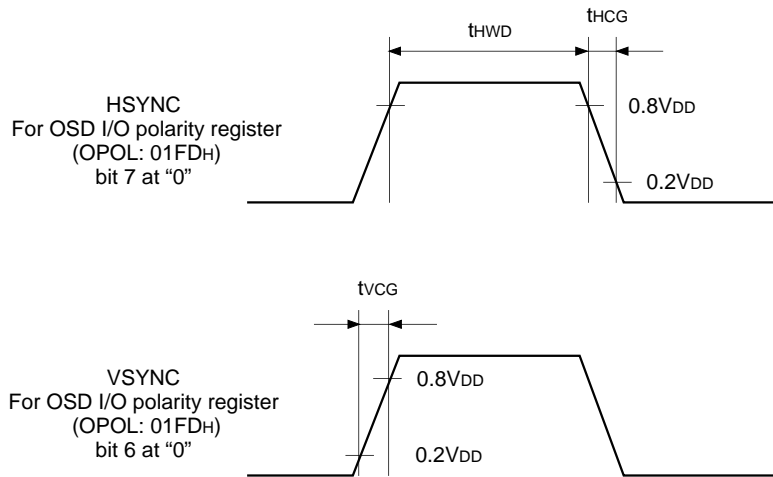 tHWD
tHCG
HSYNC
For OSD I/O polarity register
(OPOL: 01FDH)
bit 7 at “0”
0.8VDD
0.2VDD
tVCG
VSYNC
For OSD I/O polarity register
(OPOL: 01FDH)
bit 6 at “0”
0.8VDD
0.2VDD